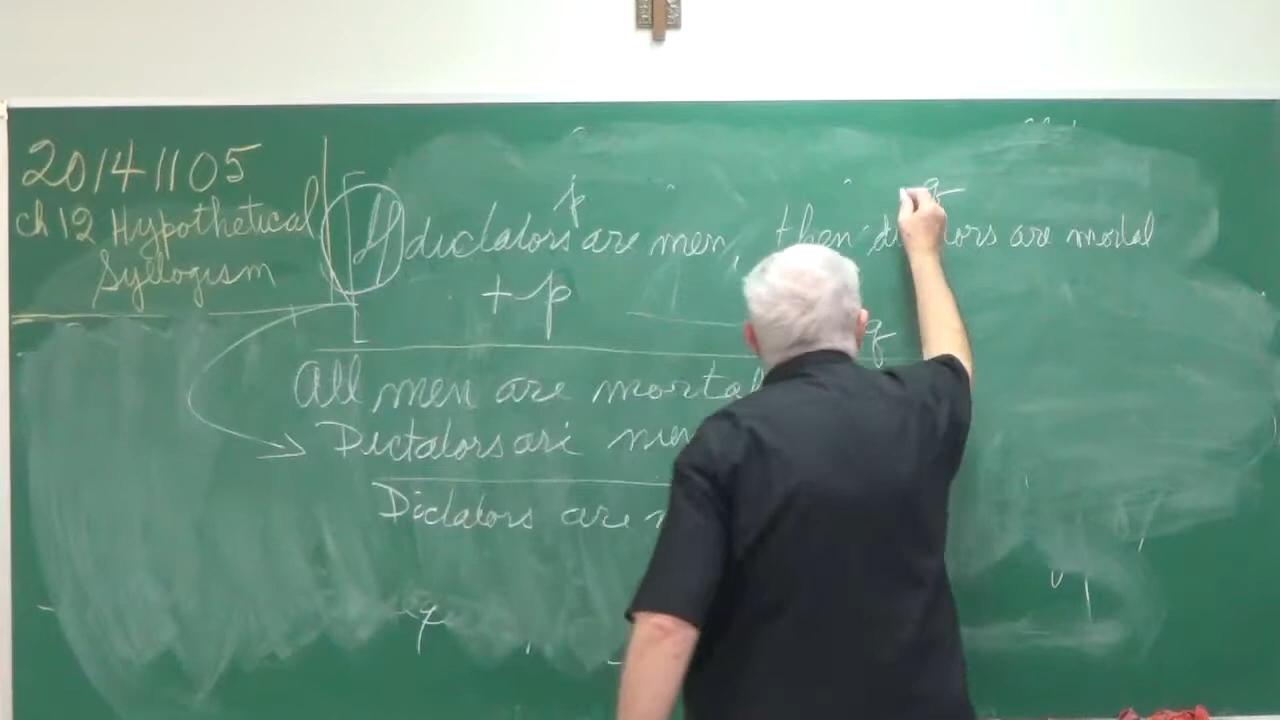 20141105
ch 12 Hypothetical
Syllogism
p q
If dictators are men, then dictators are mortal
+p q
All men are mortal
Dictators are men
Dictators are